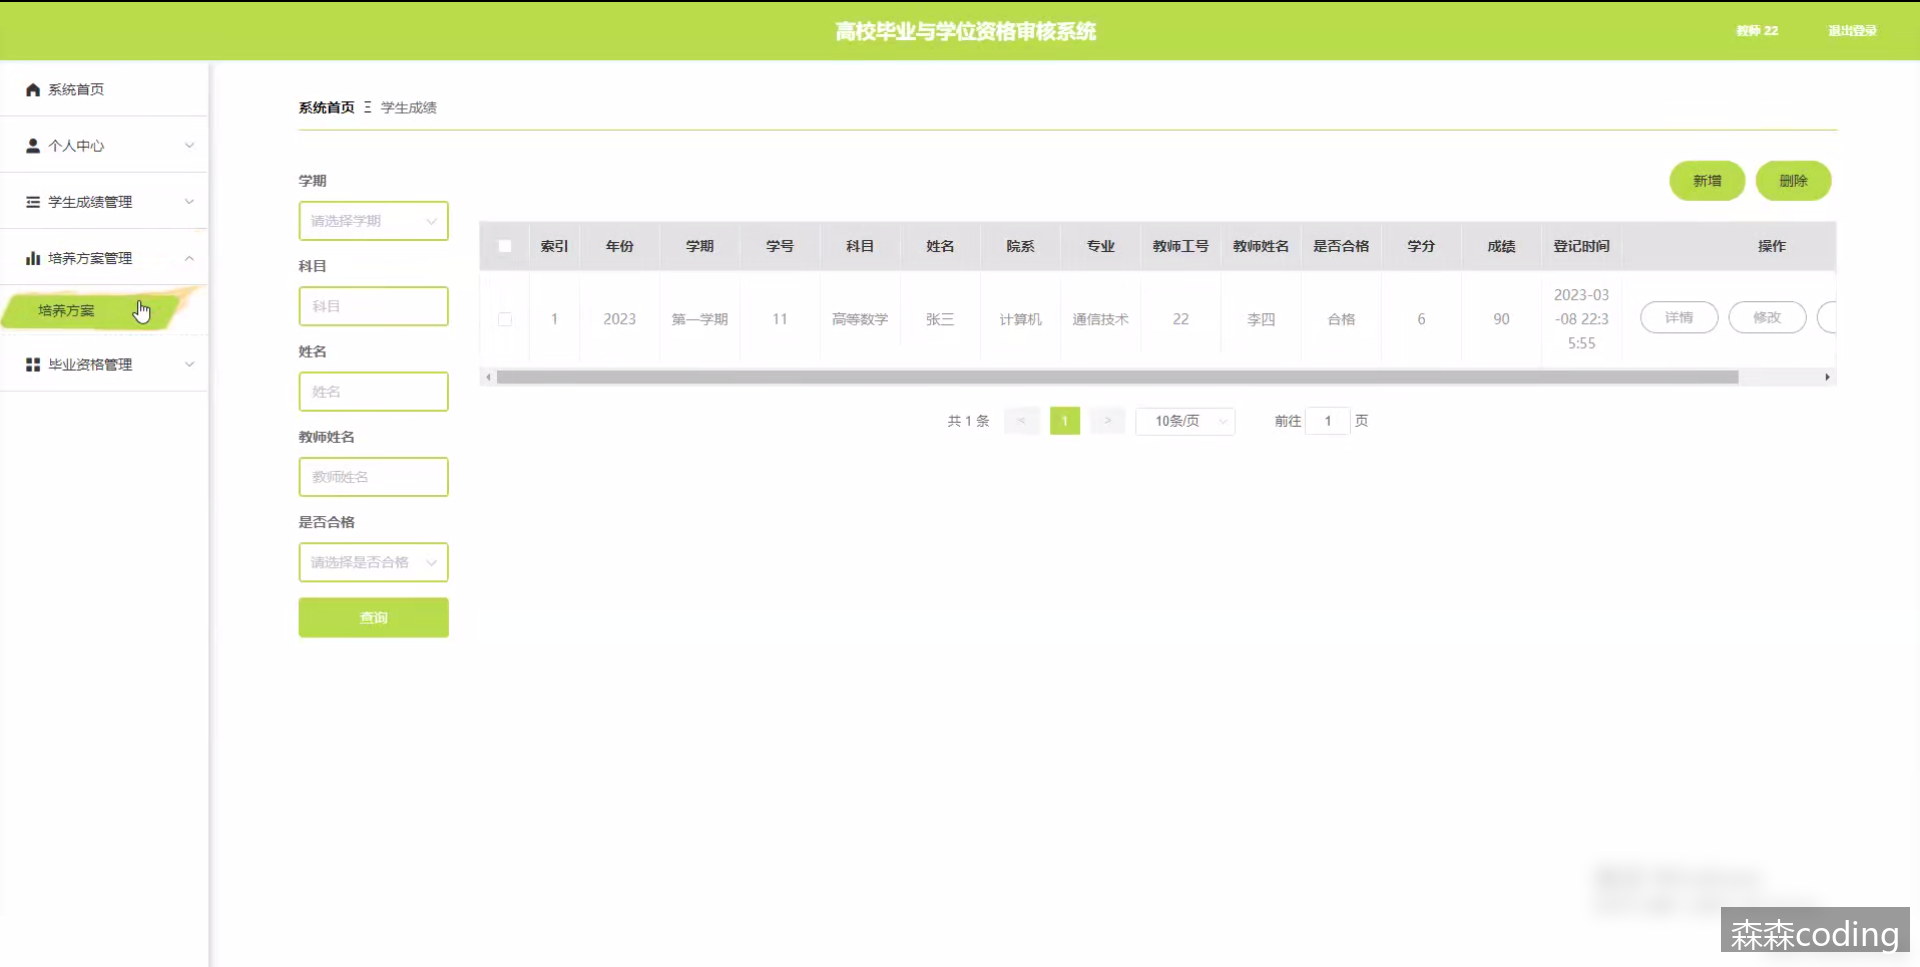 高校毕业与学位资格审核系统
教师 22
退出登录
系统首页
个人中心
学生成绩管理
培养方案管理
培养方案
毕业资格管理
系统首页 Ξ 学生成绩
学期
请选择学期
科目
科目
姓名
姓名
教师姓名
教师姓名
是否合格
请选择是否合格
查询
新增
删除
索引 年份 学期 学号 科目 姓名 院系 专业 教师工号 教师姓名 是否合格 学分 成绩 登记时间 操作
1 2023 第一学期 11 高等数学 张三 计算机 通信技术 22 李四 合格 6 90 2023-03
-08 22:3
5:55
详情 修改
共 1 条 < 1 > 10条/页 前往 1 页
森森coding